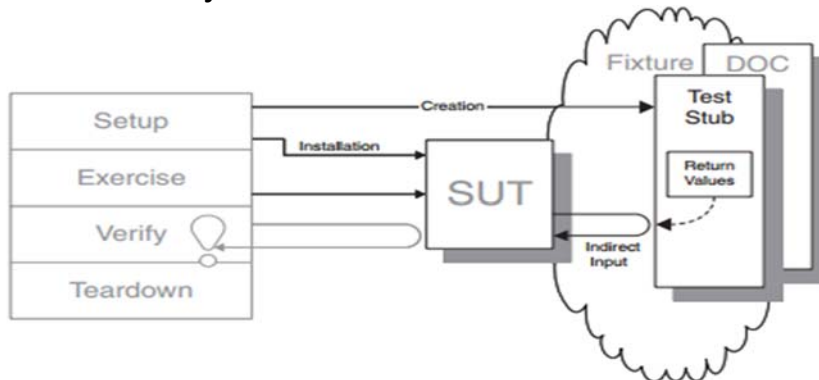 Setup
Exercise
Verify
Teardown
Creation
Installation
SUT
Indirect
Input
Fixture
DOC
Test
Stub
Return
Values